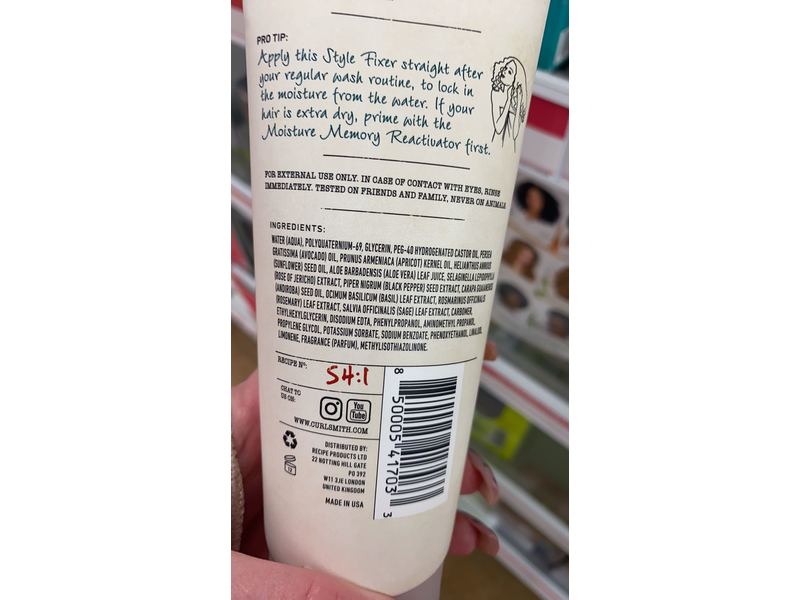 PRO TIP:
Apply this Style Fixer straight after
your regular wash routine, to lock in
the moisture from the water. If your
hair is extra dry, prime with the
Moisture Memory Reactivator first.
FOR EXTERNAL USE ONLY. IN CASE OF CONTACT WITH EYES, RINSE
IMMEDIATELY. TESTED ON FRIENDS AND FAMILY, NEVER ON ANIMALS
INGREDIENTS:
WATER (AQUA), POLYQUATERNIUM-69, GLYCERIN, PEG-40 HYDROGENATED CASTOR OIL, PERSEA
GRATISSIMA (AVOCADO) OIL, PRUNUS ARMENIACA (APRICOT) KERNEL OIL, HELIANTHUS ANNUUS
(SUNFLOWER) SEED OIL, ALOE BARBADENSIS (ALOE VERA) LEAF JUICE, SELAGINELLA LEPIDOPHYLLA
(ROSE OF JERICHO) EXTRACT, PIPER NIGRUM (BLACK PEPPER) SEED EXTRACT, CARAPA GUAIANENSIS
(ANDIROBA) SEED OIL, OCIMUM BASILICUM (BASIL) LEAF EXTRACT, ROSMARINUS OFFICINALIS
(ROSEMARY) LEAF EXTRACT, SALVIA OFFICINALIS (SAGE) LEAF EXTRACT, CARBOMER,
ETHYLHEXYLGLYCERIN, DISODIUM EDTA, PHENYLPROPANOL, AMINOMETHYL PROPANOL,
PROPYLENE GLYCOL, POTASSIUM SORBATE, SODIUM BENZOATE, PHENOXYETHANOL, LINALOOL,
LIMONENE, FRAGRANCE (PARFUM), METHYLISOTHIAZOLINONE.
RECIPE Nº:
54:1
CHAT TO
US ON:
You
Tube
WWW.CURLSMITH.COM
12
DISTRIBUTED BY:
RECIPE PRODUCTS LTD
22 NOTTING HILL GATE
PO 392
W11 3JE LONDON
UNITED KINGDOM
MADE IN USA
8 50005 41703 3